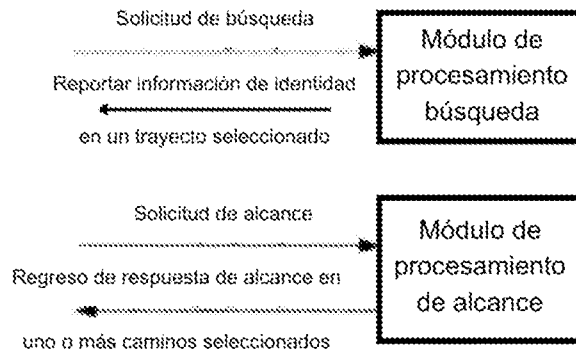 Solicitud de búsqueda
Reportar información de identidad
en un trayecto seleccionado
Módulo de
procesamiento
búsqueda
Solicitud de alcance
Regreso de respuesta de alcance en
uno o más caminos seleccionados
Módulo de
procesamiento
de alcance